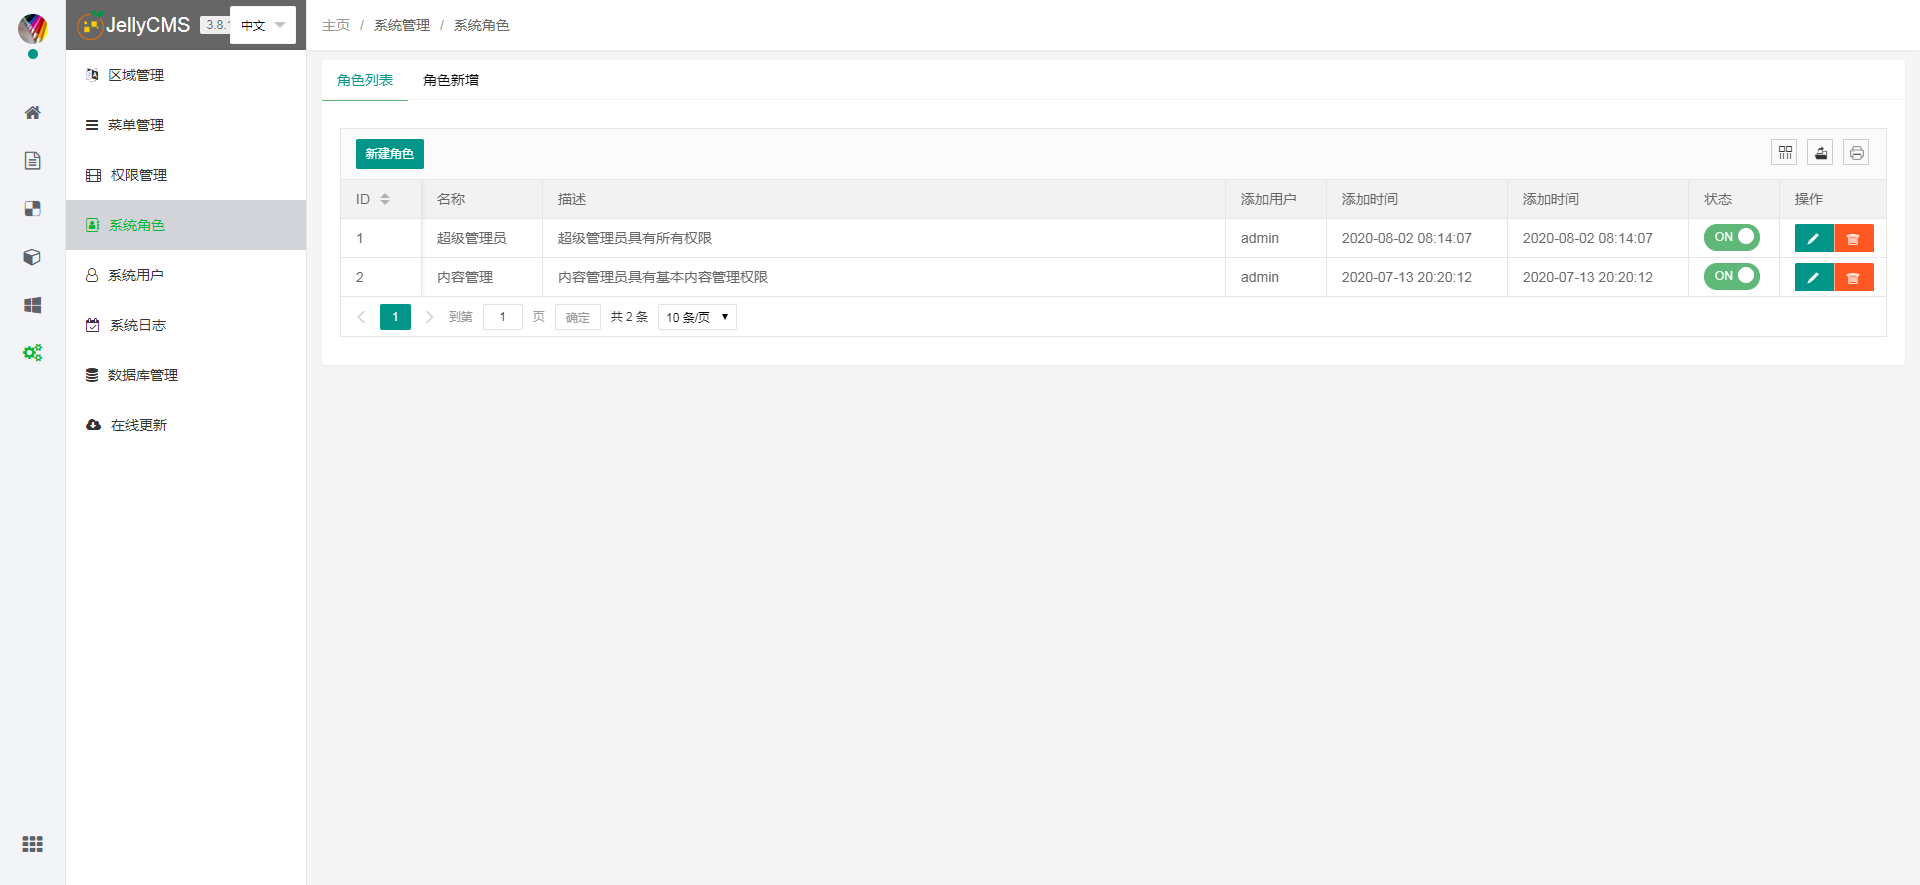 JellyCMS 3.8.1 中文
主页 / 系统管理 / 系统角色
区域管理
菜单管理
权限管理
系统角色
系统用户
系统日志
数据库管理
在线更新
角色列表 角色新增
新建角色
ID 名称 描述 添加用户 添加时间 添加时间 状态 操作
1 超级管理员 超级管理员具有所有权限 admin 2020-08-02 08:14:07 2020-08-02 08:14:07 ON
2 内容管理 内容管理员具有基本内容管理权限 admin 2020-07-13 20:20:12 2020-07-13 20:20:12 ON
1 到第 1 页 确定 共 2 条 10 条/页